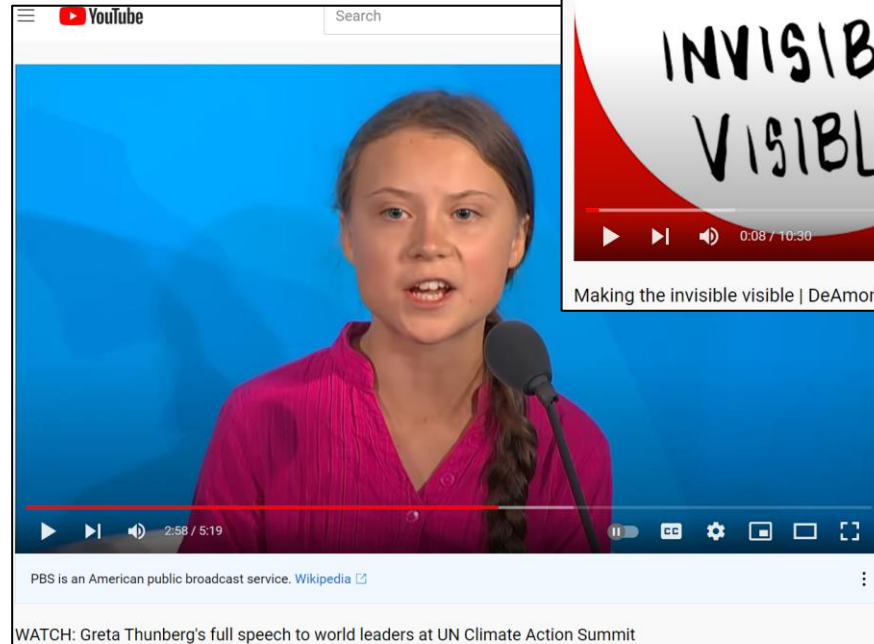 YouTube
Search
2:58 / 5:19
CC
PBS is an American public broadcast service. Wikipedia
WATCH: Greta Thunberg's full speech to world leaders at UN Climate Action Summit
INVISIB
VISIBL
0:08 / 10:30
Making the invisible visible | DeAmon